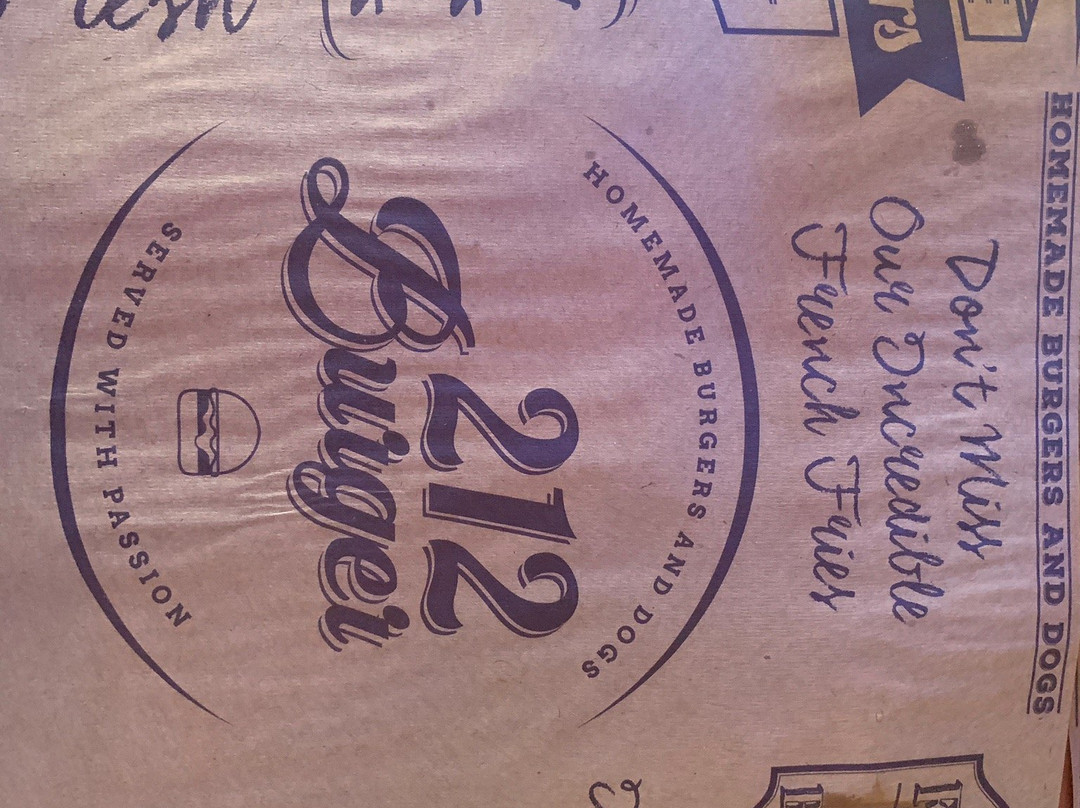 HOMEMADE BURGERS AND DOGS
Don't Miss
Our Incredible
French Fries
HOMEMADE BURGERS AND DOGS
212
Burger
SERVED WITH PASSION